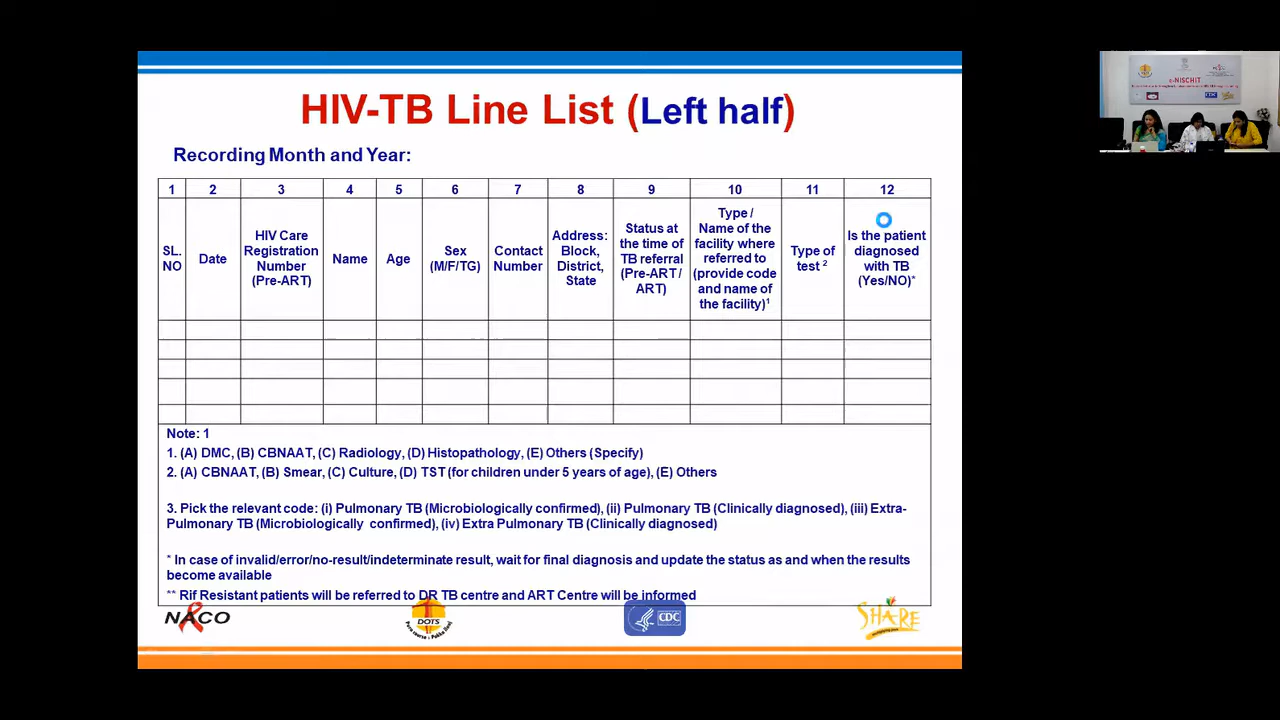 HIV-TB Line List (Left half)
Recording Month and Year:
1 2 3 4 5 6 7 8 9 10 11 12
SL. NO
Date
HIV Care Registration Number (Pre-ART)
Name
Age
Sex (M/F/TG)
Contact Number
Address: Block, District, State
Status at the time of TB referral (Pre-ART / ART)
Type / Name of the facility where referred to (provide code and name of the facility)¹
Type of test ²
Is the patient diagnosed with TB (Yes/NO)*
Note: 1
1. (A) DMC, (B) CBNAAT, (C) Radiology, (D) Histopathology, (E) Others (Specify)
2. (A) CBNAAT, (B) Smear, (C) Culture, (D) TST (for children under 5 years of age), (E) Others
3. Pick the relevant code: (i) Pulmonary TB (Microbiologically confirmed), (ii) Pulmonary TB (Clinically diagnosed), (iii) Extra-
Pulmonary TB (Microbiologically confirmed), (iv) Extra Pulmonary TB (Clinically diagnosed)
* In case of invalid/error/no-result/indeterminate result, wait for final diagnosis and update the status as and when the results
become available
** Rif Resistant patients will be referred to DR TB centre and ART Centre will be informed
NACO
DOTS
CDC
SHARE
e-NISCHIT